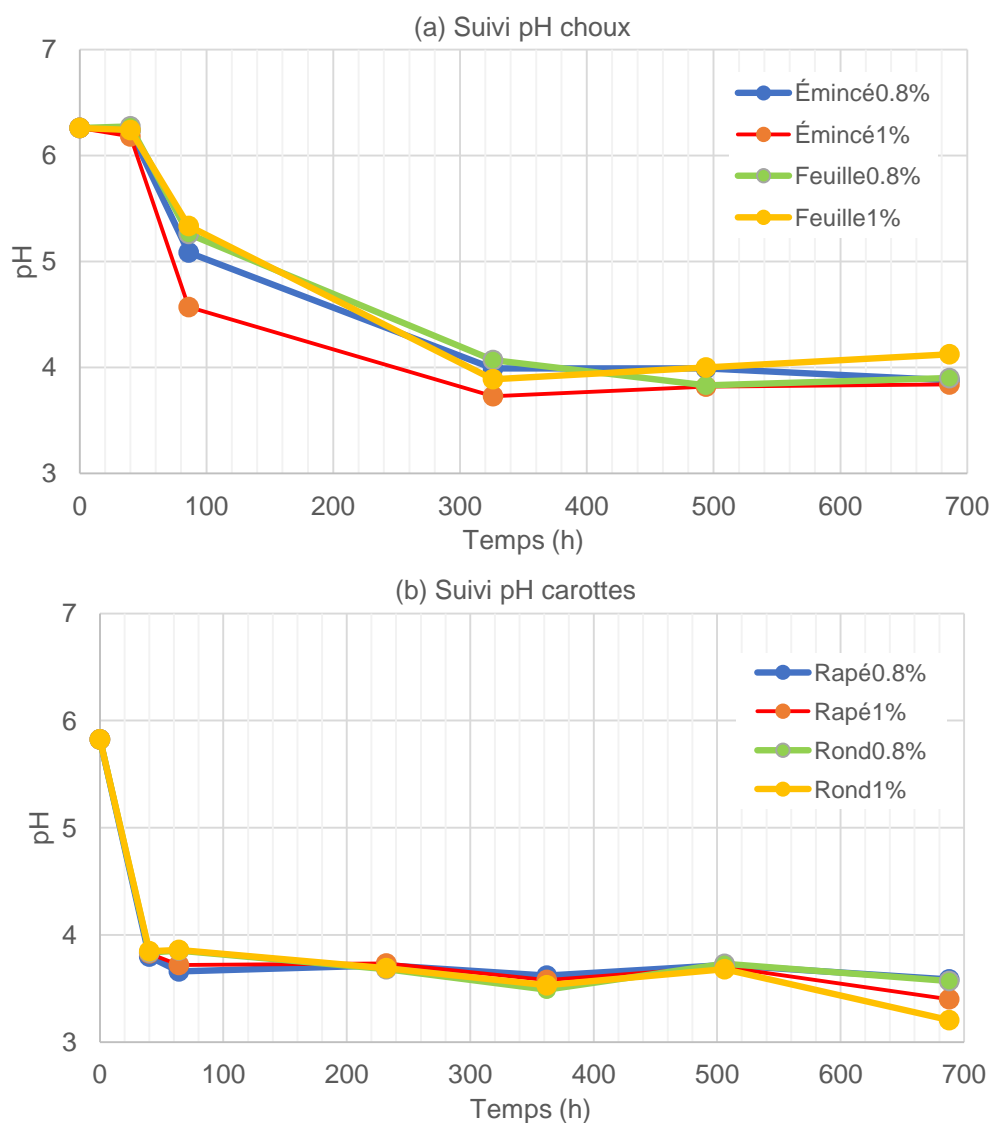 (a) Suivi pH choux
7
6
5
4
3
pH
Émincé0.8%
Émincé1%
Feuille0.8%
Feuille1%
0 100 200 300 400 500 600 700
Temps (h)
(b) Suivi pH carottes
7
6
5
4
3
pH
Rapé0.8%
Rapé1%
Rond0.8%
Rond1%
0 100 200 300 400 500 600 700
Temps (h)